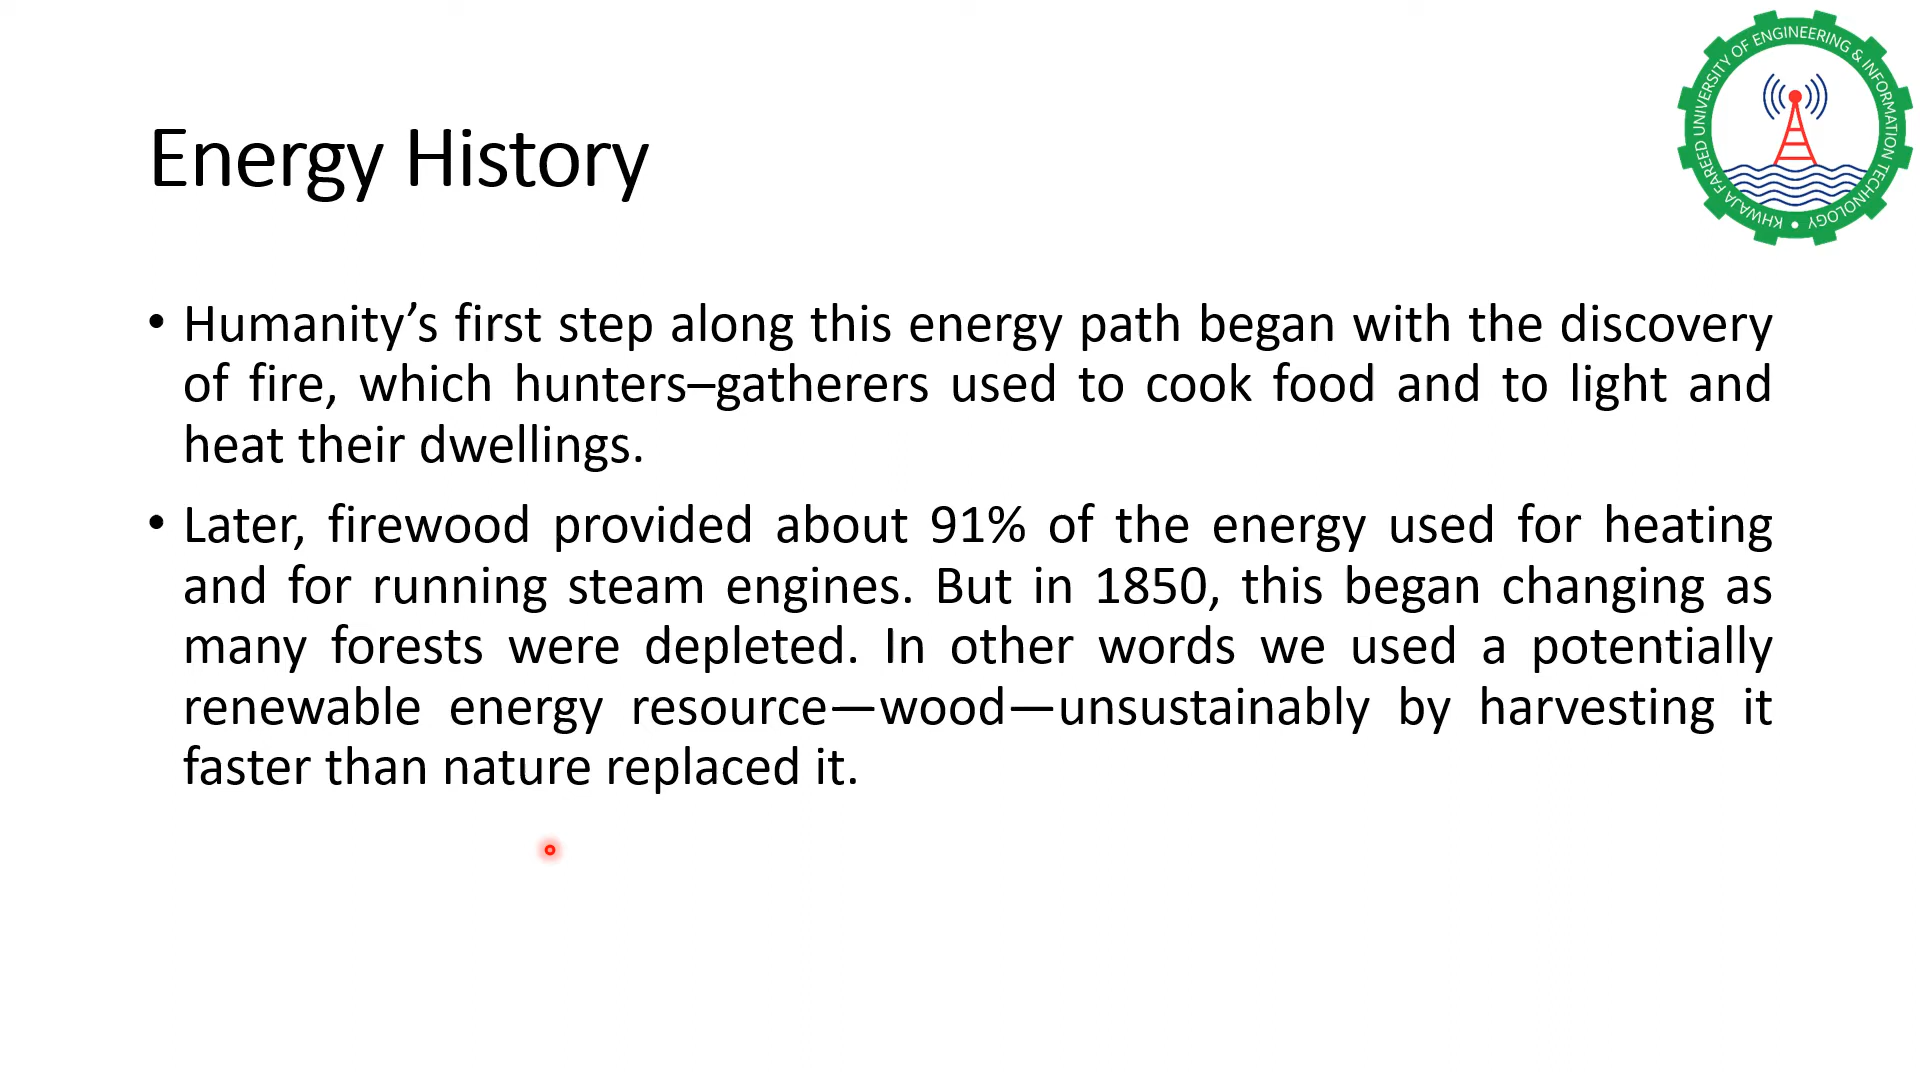 KHWAJA FAREED UNIVERSITY OF ENGINEERING & INFORMATION TECHNOLOGY
Energy History
• Humanity’s first step along this energy path began with the discovery
of fire, which hunters–gatherers used to cook food and to light and
heat their dwellings.
• Later, firewood provided about 91% of the energy used for heating
and for running steam engines. But in 1850, this began changing as
many forests were depleted. In other words we used a potentially
renewable energy resource—wood—unsustainably by harvesting it
faster than nature replaced it.